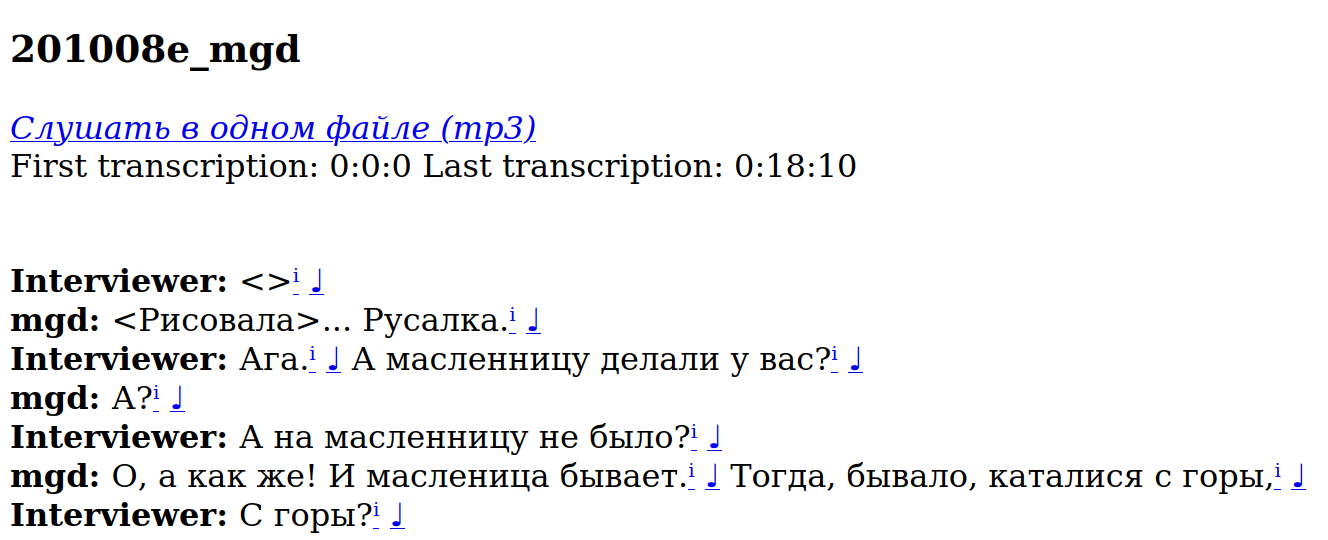 201008e_mgd
Слушать в одном файле (mp3)
First transcription: 0:0:0 Last transcription: 0:18:10
Interviewer: <>i ♩
mgd: <Рисовала>... Русалка.i ♩
Interviewer: Ага.i ♩ А масленницу делали у вас?i ♩
mgd: А?i ♩
Interviewer: А на масленницу не было?i ♩
mgd: О, а как же! И масленица бывает.i ♩ Тогда, бывало, каталися с горы,i ♩
Interviewer: С горы?i ♩